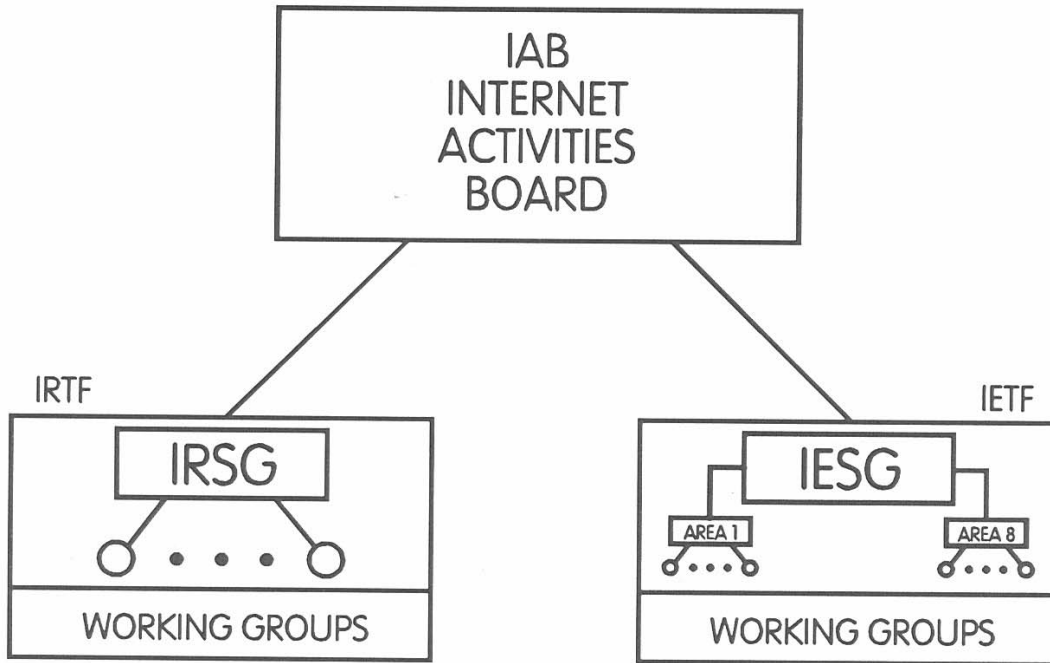 IAB
INTERNET
ACTIVITIES
BOARD
IRTF
IRSG
WORKING GROUPS
IETF
IESG
AREA 1
AREA 8
WORKING GROUPS